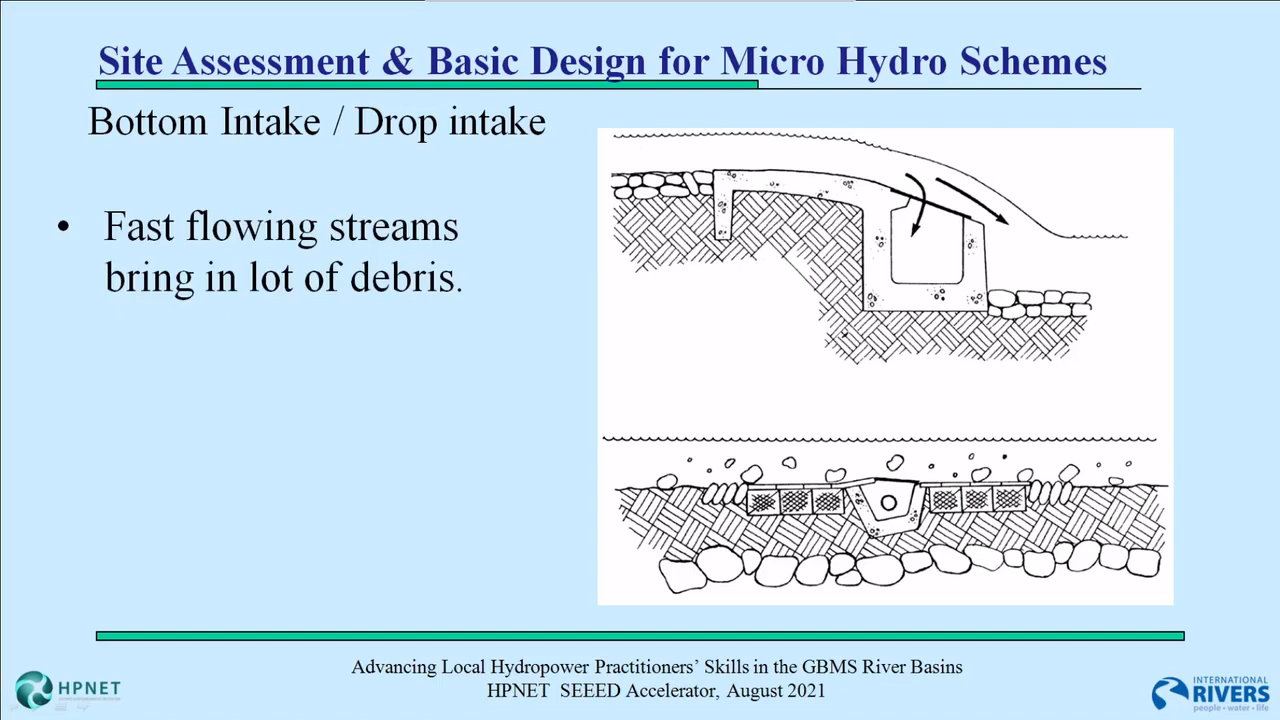 Site Assessment & Basic Design for Micro Hydro Schemes
Bottom Intake / Drop intake
• Fast flowing streams
bring in lot of debris.
Advancing Local Hydropower Practitioners' Skills in the GBMS River Basins
HPNET SEEED Accelerator, August 2021
HPNET
INTERNATIONAL
RIVERS
people • water • life